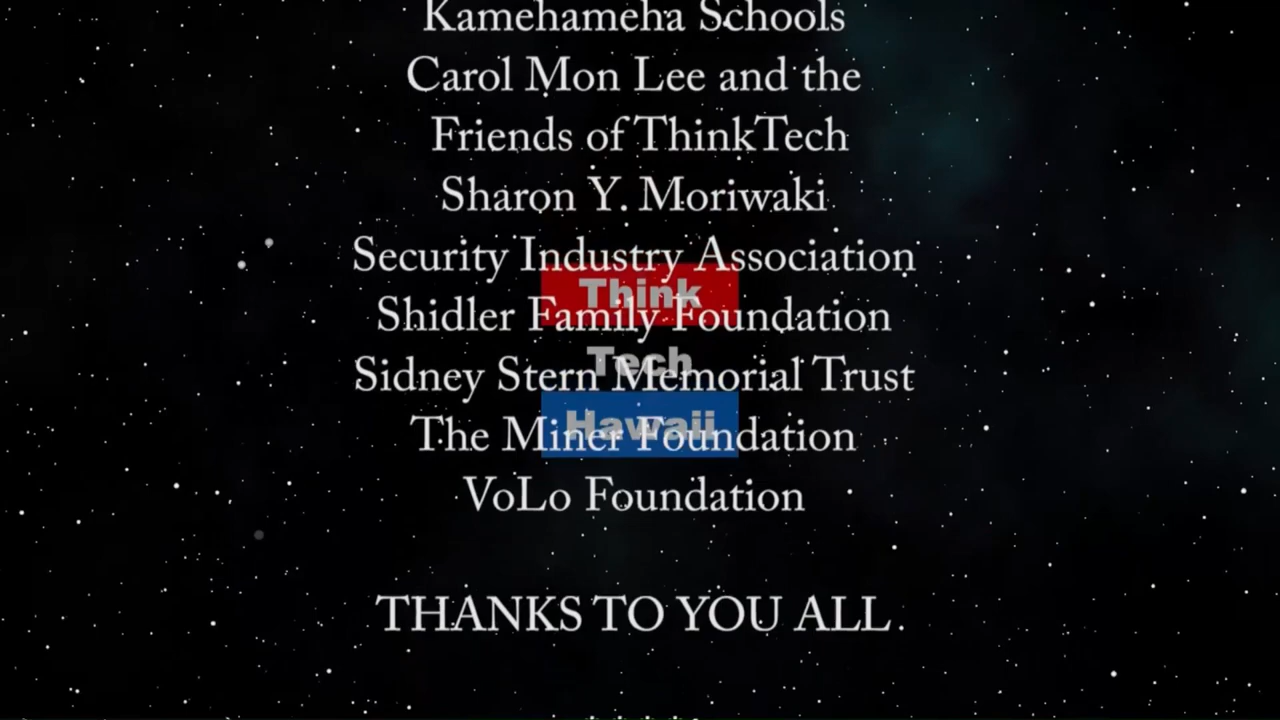 Kamehameha Schools
Carol Mon Lee and the
Friends of ThinkTech
Sharon Y. Moriwaki
Security Industry Association
Think
Shidler Family Foundation
Tech
Sidney Stern Memorial Trust
Hawaii
The Miner Foundation
VoLo Foundation
THANKS TO YOU ALL.